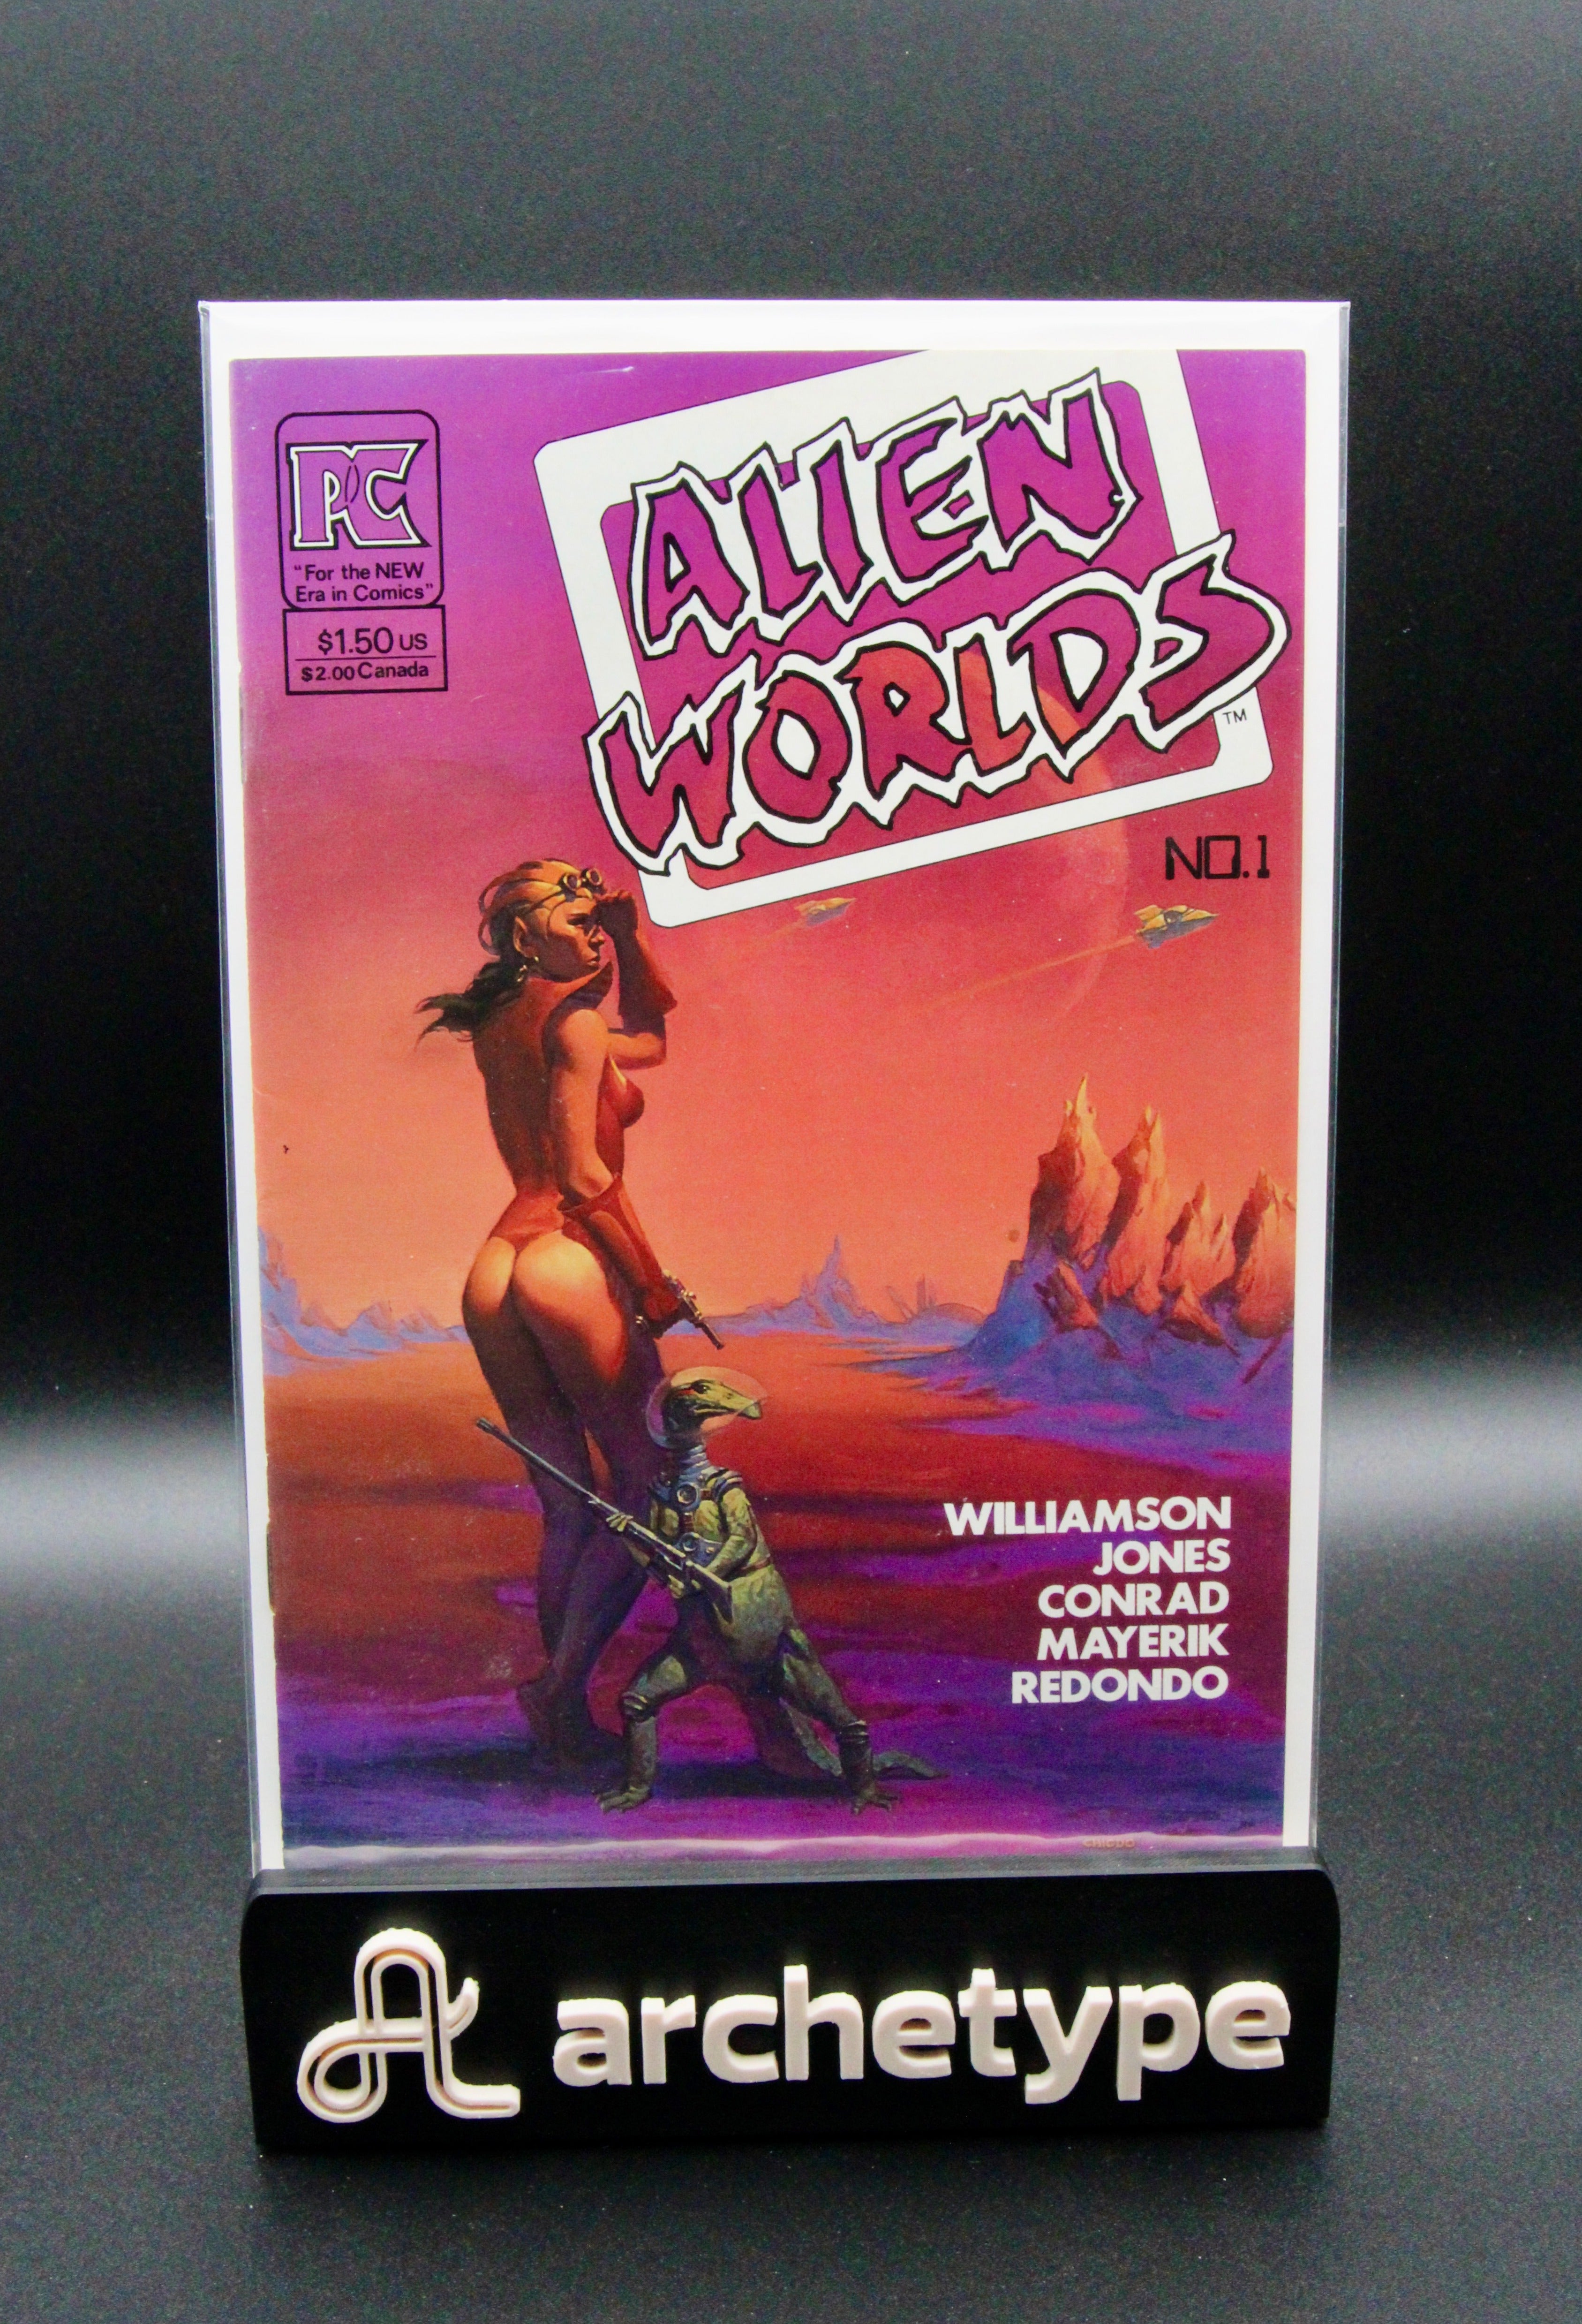 PC
"For the NEW
Era in Comics"
$1.50 US
$2.00 Canada
ALIEN
WORLDS
TM
NO.1
WILLIAMSON
JONES
CONRAD
MAYERIK
REDONDO
archetype